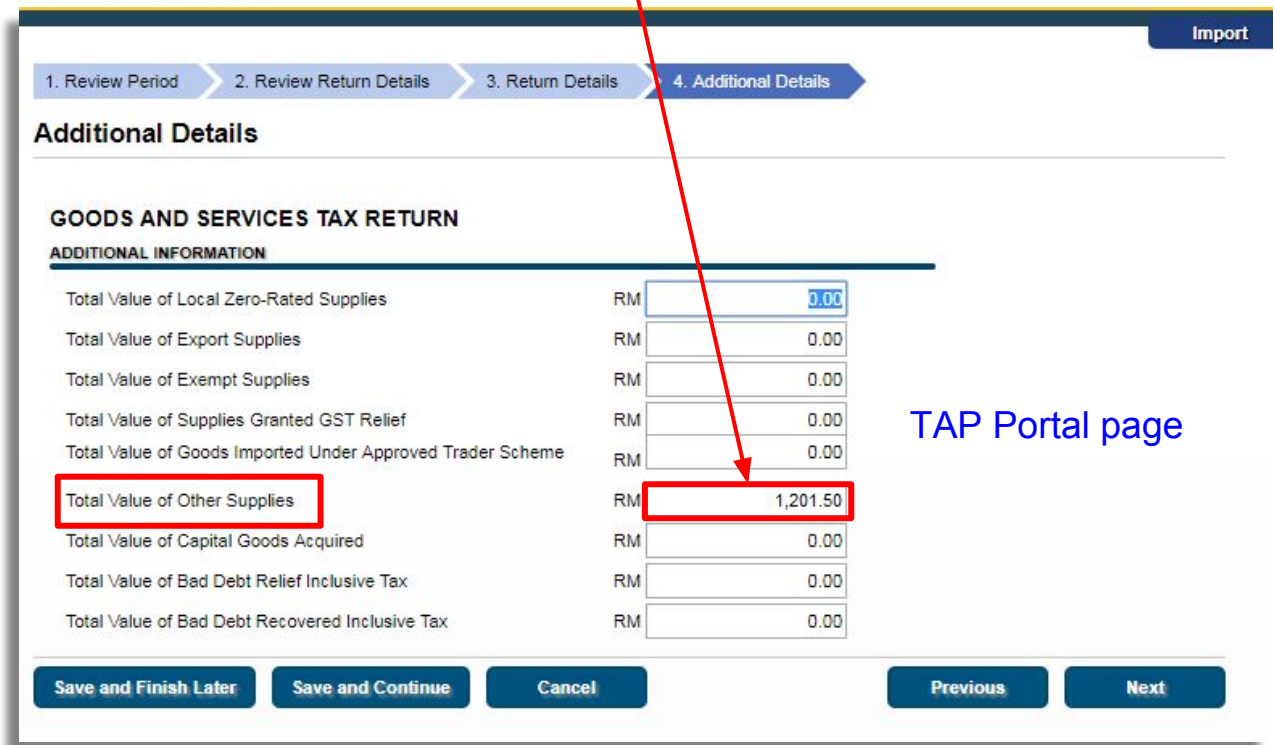 Import
1. Review Period 2. Review Return Details 3. Return Details 4. Additional Details
Additional Details
GOODS AND SERVICES TAX RETURN
ADDITIONAL INFORMATION
Total Value of Local Zero-Rated Supplies RM 0.00
Total Value of Export Supplies RM 0.00
Total Value of Exempt Supplies RM 0.00
Total Value of Supplies Granted GST Relief RM 0.00
Total Value of Goods Imported Under Approved Trader Scheme RM 0.00
TAP Portal page
Total Value of Other Supplies RM 1,201.50
Total Value of Capital Goods Acquired RM 0.00
Total Value of Bad Debt Relief Inclusive Tax RM 0.00
Total Value of Bad Debt Recovered Inclusive Tax RM 0.00
Save and Finish Later Save and Continue Cancel Previous Next